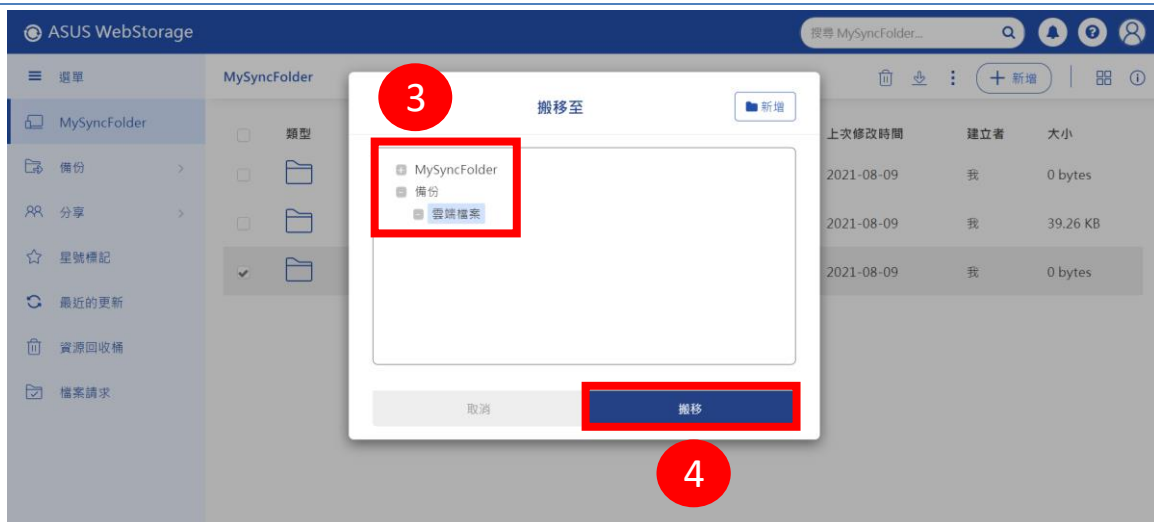 ASUS WebStorage
搜尋 MySyncFolder...
選單
MySyncFolder
新增
MySyncFolder
備份
分享
星號標記
最近的更新
資源回收桶
檔案請求
類型
上次修改時間
建立者
大小
2021-08-09
我
0 bytes
2021-08-09
我
39.26 KB
2021-08-09
我
0 bytes
3
搬移至
新增
MySyncFolder
備份
雲端檔案
取消
搬移
4